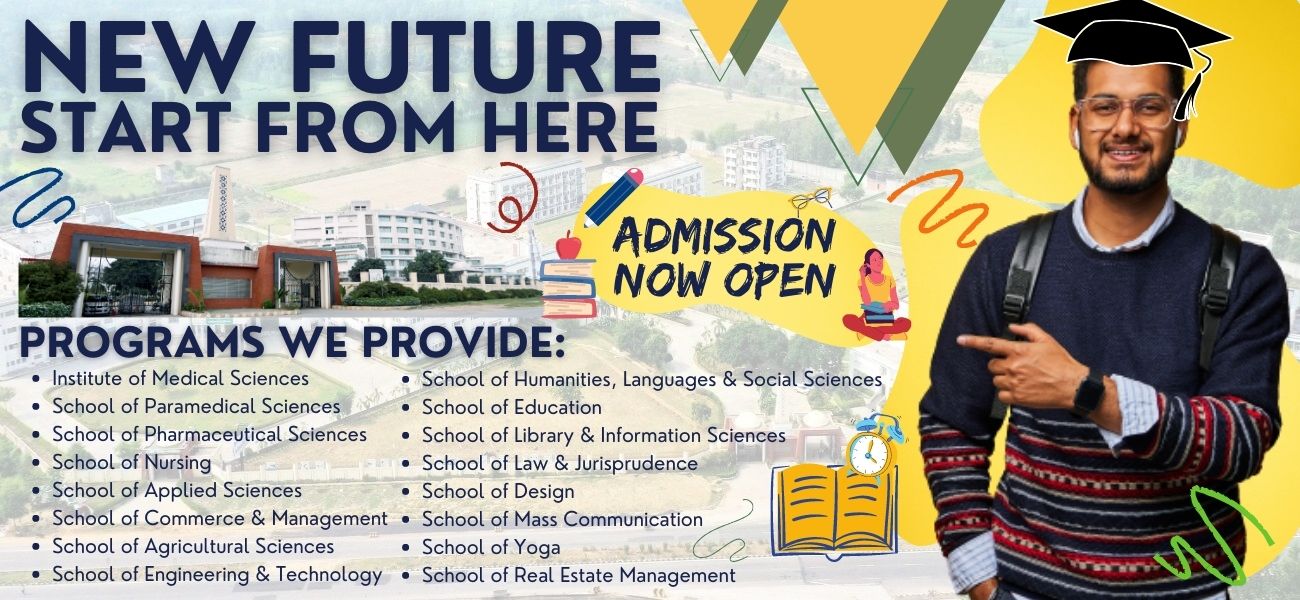 NEW FUTURE
START FROM HERE
ADMISSION
NOW OPEN
PROGRAMS WE PROVIDE:
• Institute of Medical Sciences
• School of Paramedical Sciences
• School of Pharmaceutical Sciences
• School of Nursing
• School of Applied Sciences
• School of Commerce & Management
• School of Agricultural Sciences
• School of Engineering & Technology
• School of Humanities, Languages & Social Sciences
• School of Education
• School of Library & Information Sciences
• School of Law & Jurisprudence
• School of Design
• School of Mass Communication
• School of Yoga
• School of Real Estate Management